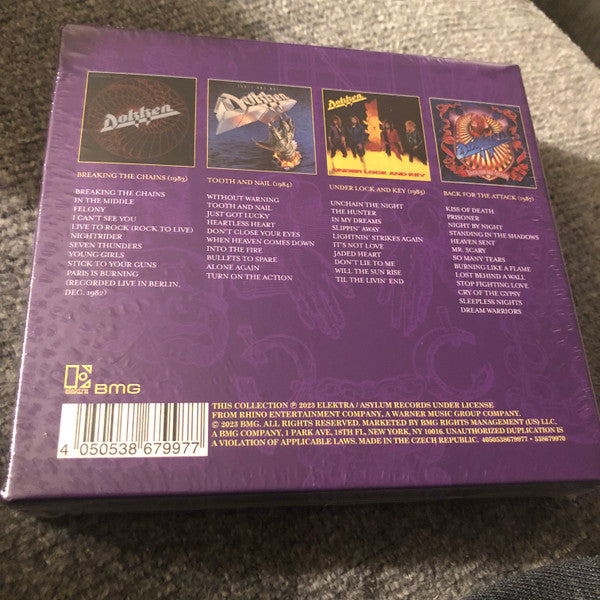 Dokken
TOOTH AND NAIL
Dokken
Dokken
UNDER LOCK AND KEY
Dokken
BREAKING THE CHAINS (1983)
BREAKING THE CHAINS
IN THE MIDDLE
FELONY
I CAN'T SEE YOU
LIVE TO ROCK (ROCK TO LIVE)
NIGHTRIDER
SEVEN THUNDERS
YOUNG GIRLS
STICK TO YOUR GUNS
PARIS IS BURNING
(RECORDED LIVE IN BERLIN,
DEC. 1982)
TOOTH AND NAIL (1984)
WITHOUT WARNING
TOOTH AND NAIL
JUST GOT LUCKY
HEARTLESS HEART
DON'T CLOSE YOUR EYES
WHEN HEAVEN COMES DOWN
INTO THE FIRE
BULLETS TO SPARE
ALONE AGAIN
TURN ON THE ACTION
UNDER LOCK AND KEY (1985)
UNCHAIN THE NIGHT
THE HUNTER
IN MY DREAMS
SLIPPIN' AWAY
LIGHTNIN' STRIKES AGAIN
IT'S NOT LOVE
JADED HEART
DON'T LIE TO ME
WILL THE SUN RISE
TIL THE LIVIN' END
BACK FOR THE ATTACK (1987)
KISS OF DEATH
PRISONER
NIGHT BY NIGHT
STANDING IN THE SHADOWS
HEAVEN SENT
MR. SCARY
SO MANY TEARS
BURNING LIKE A FLAME
LOST BEHIND A WALL
STOP FIGHTING LOVE
CRY OF THE GYPSY
SLEEPLESS NIGHTS
DREAM WARRIORS
elektra
BMG
4 050538 679977
THIS COLLECTION ℗ 2023 ELEKTRA / ASYLUM RECORDS UNDER LICENSE
FROM RHINO ENTERTAINMENT COMPANY, A WARNER MUSIC GROUP COMPANY.
© 2023 BMG. ALL RIGHTS RESERVED. MARKETED BY BMG RIGHTS MANAGEMENT (US) LLC,
A BMG COMPANY, 1 PARK AVE, 18TH FL. NEW YORK, NY, 10016. UNAUTHORIZED DUPLICATION IS
A VIOLATION OF APPLICABLE LAWS. MADE IN THE CZECH REPUBLIC. 4050538679977 • 538679970